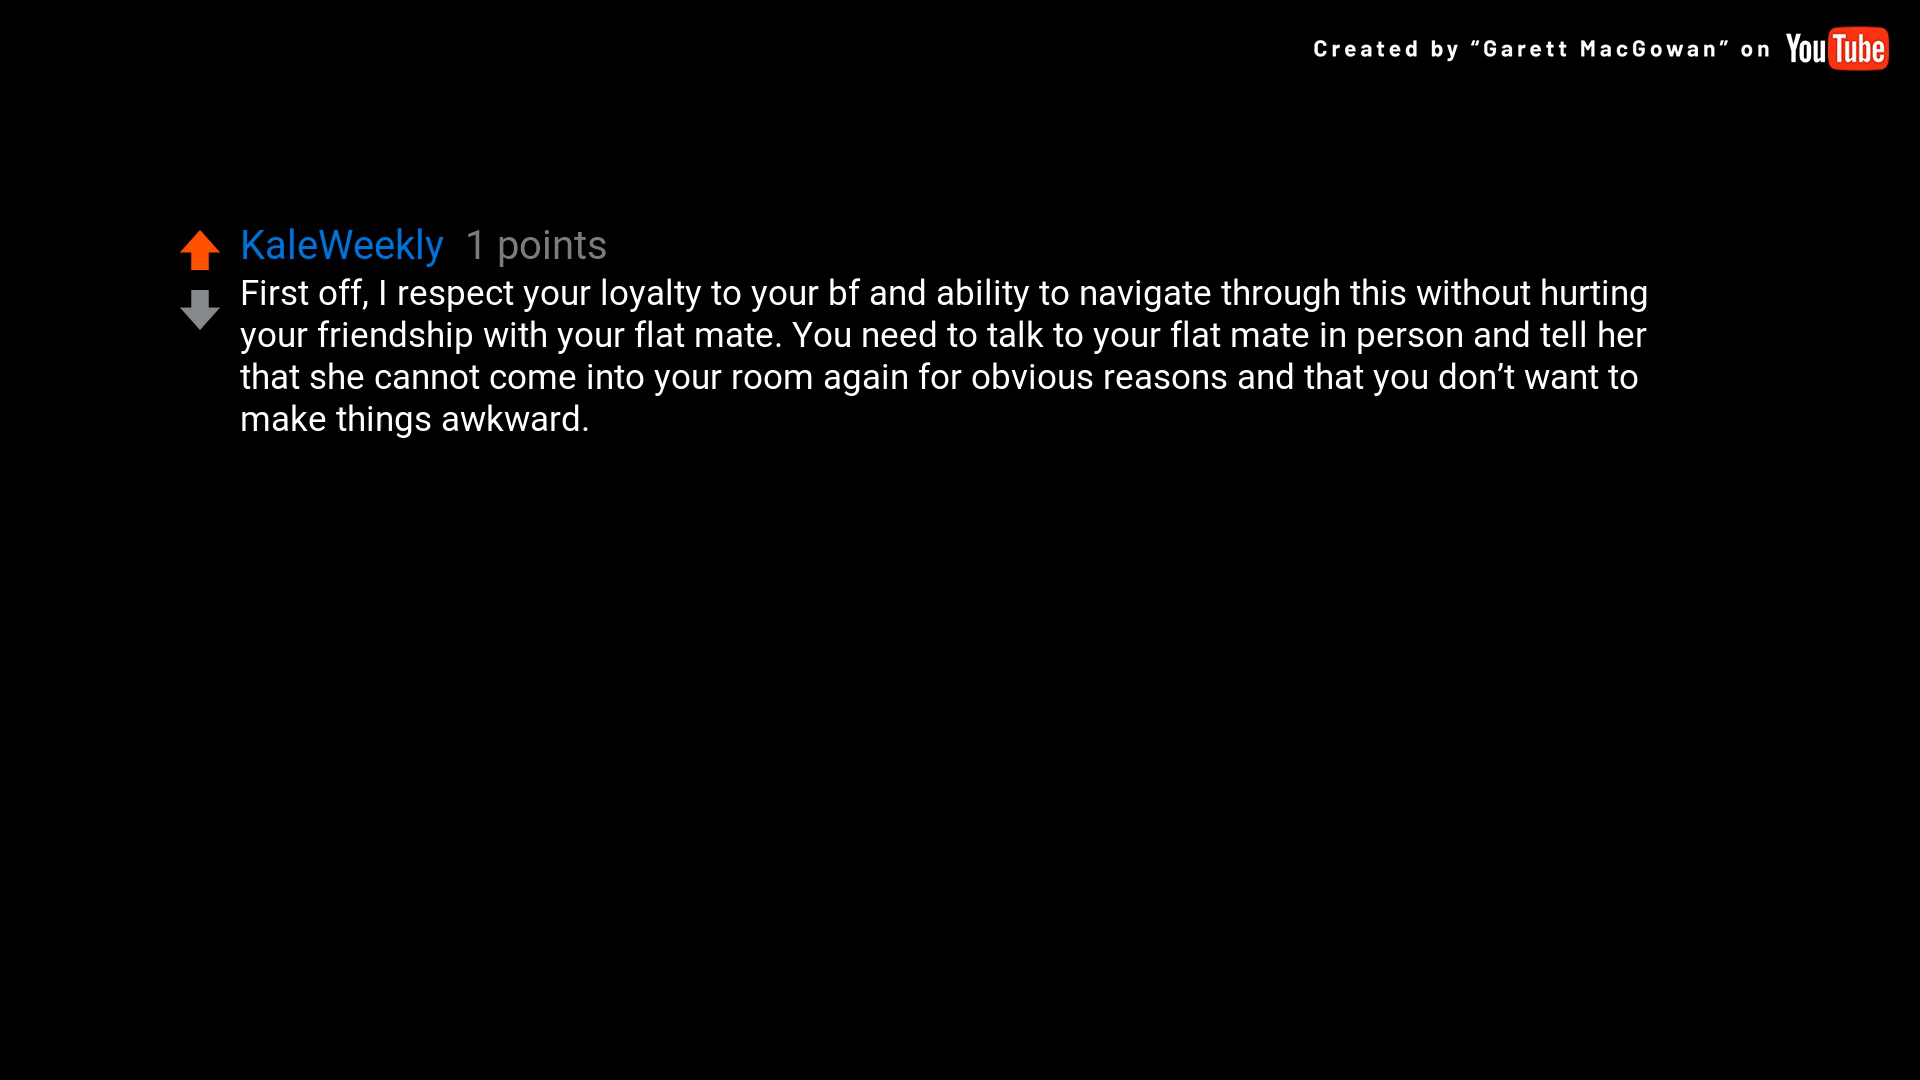 Created by “Garett MacGowan” on YouTube
KaleWeekly 1 points
First off, I respect your loyalty to your bf and ability to navigate through this without hurting
your friendship with your flat mate. You need to talk to your flat mate in person and tell her
that she cannot come into your room again for obvious reasons and that you don’t want to
make things awkward.